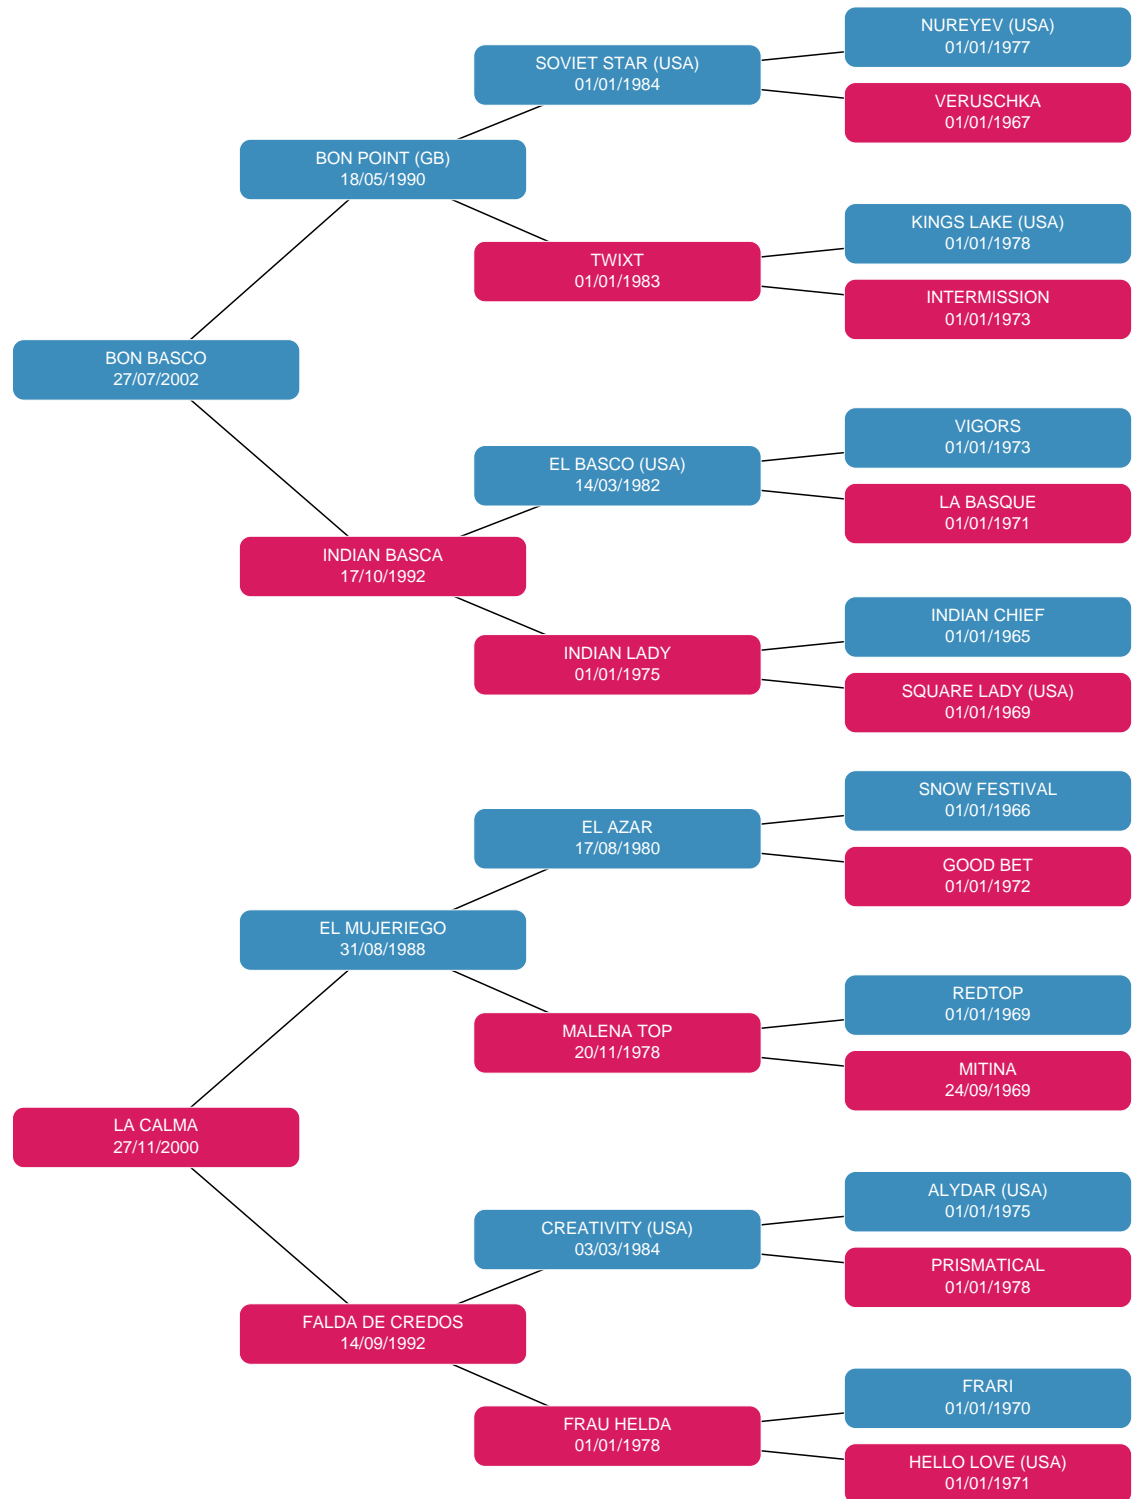 NUREYEV (USA)
01/01/1977
SOVIET STAR (USA)
01/01/1984
VERUSCHKA
01/01/1967
BON POINT (GB)
18/05/1990
KINGS LAKE (USA)
01/01/1978
TWIXT
01/01/1983
INTERMISSION
01/01/1973
BON BASCO
27/07/2002
VIGORS
01/01/1973
EL BASCO (USA)
14/03/1982
LA BASQUE
01/01/1971
INDIAN BASCA
17/10/1992
INDIAN CHIEF
01/01/1965
INDIAN LADY
01/01/1975
SQUARE LADY (USA)
01/01/1969
SNOW FESTIVAL
01/01/1966
EL AZAR
17/08/1980
GOOD BET
01/01/1972
EL MUJERIEGO
31/08/1988
REDTOP
01/01/1969
MALENA TOP
20/11/1978
MITINA
24/09/1969
LA CALMA
27/11/2000
ALYDAR (USA)
01/01/1975
CREATIVITY (USA)
03/03/1984
PRISMATICAL
01/01/1978
FALDA DE CREDOS
14/09/1992
FRARI
01/01/1970
FRAU HELDA
01/01/1978
HELLO LOVE (USA)
01/01/1971